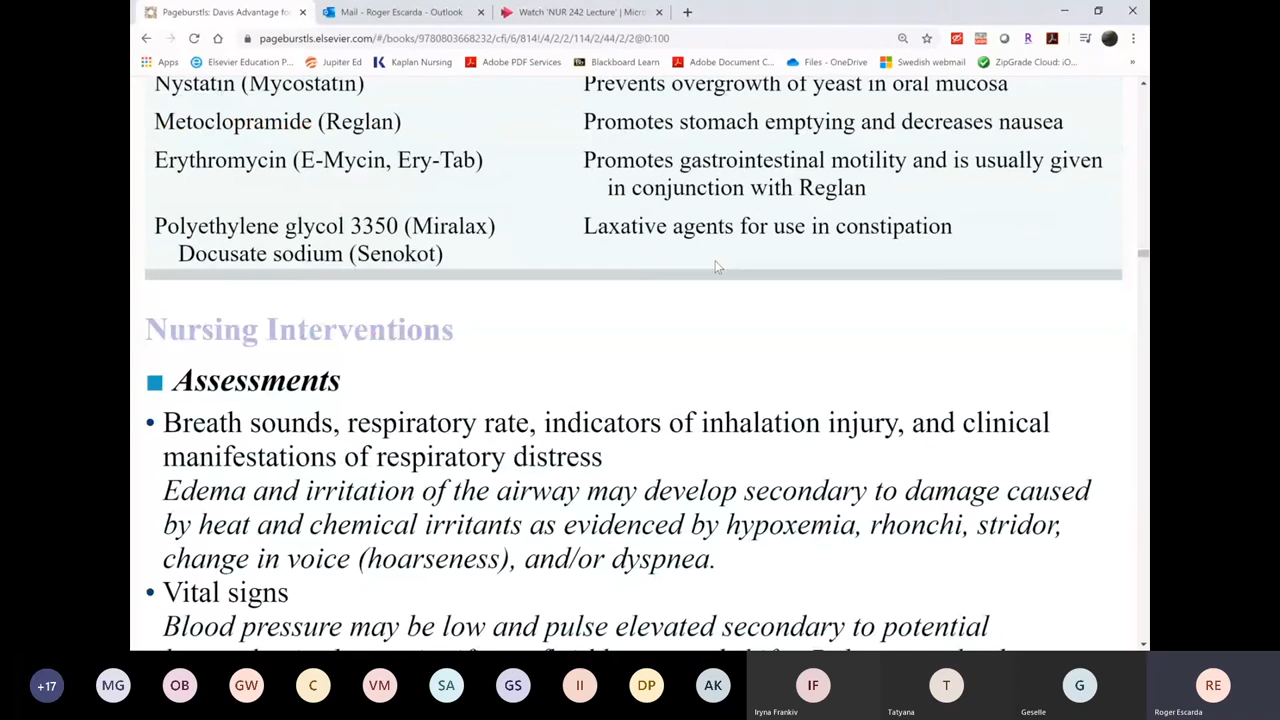 Pageburstls: Davis Advantage fo
Mail - Roger Escarda - Outlook
Watch 'NUR 242 Lecture' | Micr
pageburstls.elsevier.com/#/books/9780803668232/cfi/6/814!/4/2/2/114/2/44/2/2@0:100
Apps
Elsevier Education P...
Jupiter Ed
Kaplan Nursing
Adobe PDF Services
Blackboard Learn
Adobe Document C...
Files - OneDrive
Swedish webmail
ZipGrade Cloud: iO...
Nystatin (Mycostatin)
Prevents overgrowth of yeast in oral mucosa
Metoclopramide (Reglan)
Promotes stomach emptying and decreases nausea
Erythromycin (E-Mycin, Ery-Tab)
Promotes gastrointestinal motility and is usually given
in conjunction with Reglan
Polyethylene glycol 3350 (Miralax)
Docusate sodium (Senokot)
Laxative agents for use in constipation
Nursing Interventions
Assessments
• Breath sounds, respiratory rate, indicators of inhalation injury, and clinical
manifestations of respiratory distress
Edema and irritation of the airway may develop secondary to damage caused
by heat and chemical irritants as evidenced by hypoxemia, rhonchi, stridor,
change in voice (hoarseness), and/or dyspnea.
• Vital signs
Blood pressure may be low and pulse elevated secondary to potential
+17
MG
OB
GW
C
VM
SA
GS
II
DP
AK
IF
Iryna Frankiv
T
Tatyana
G
Geselle
RE
Roger Escarda